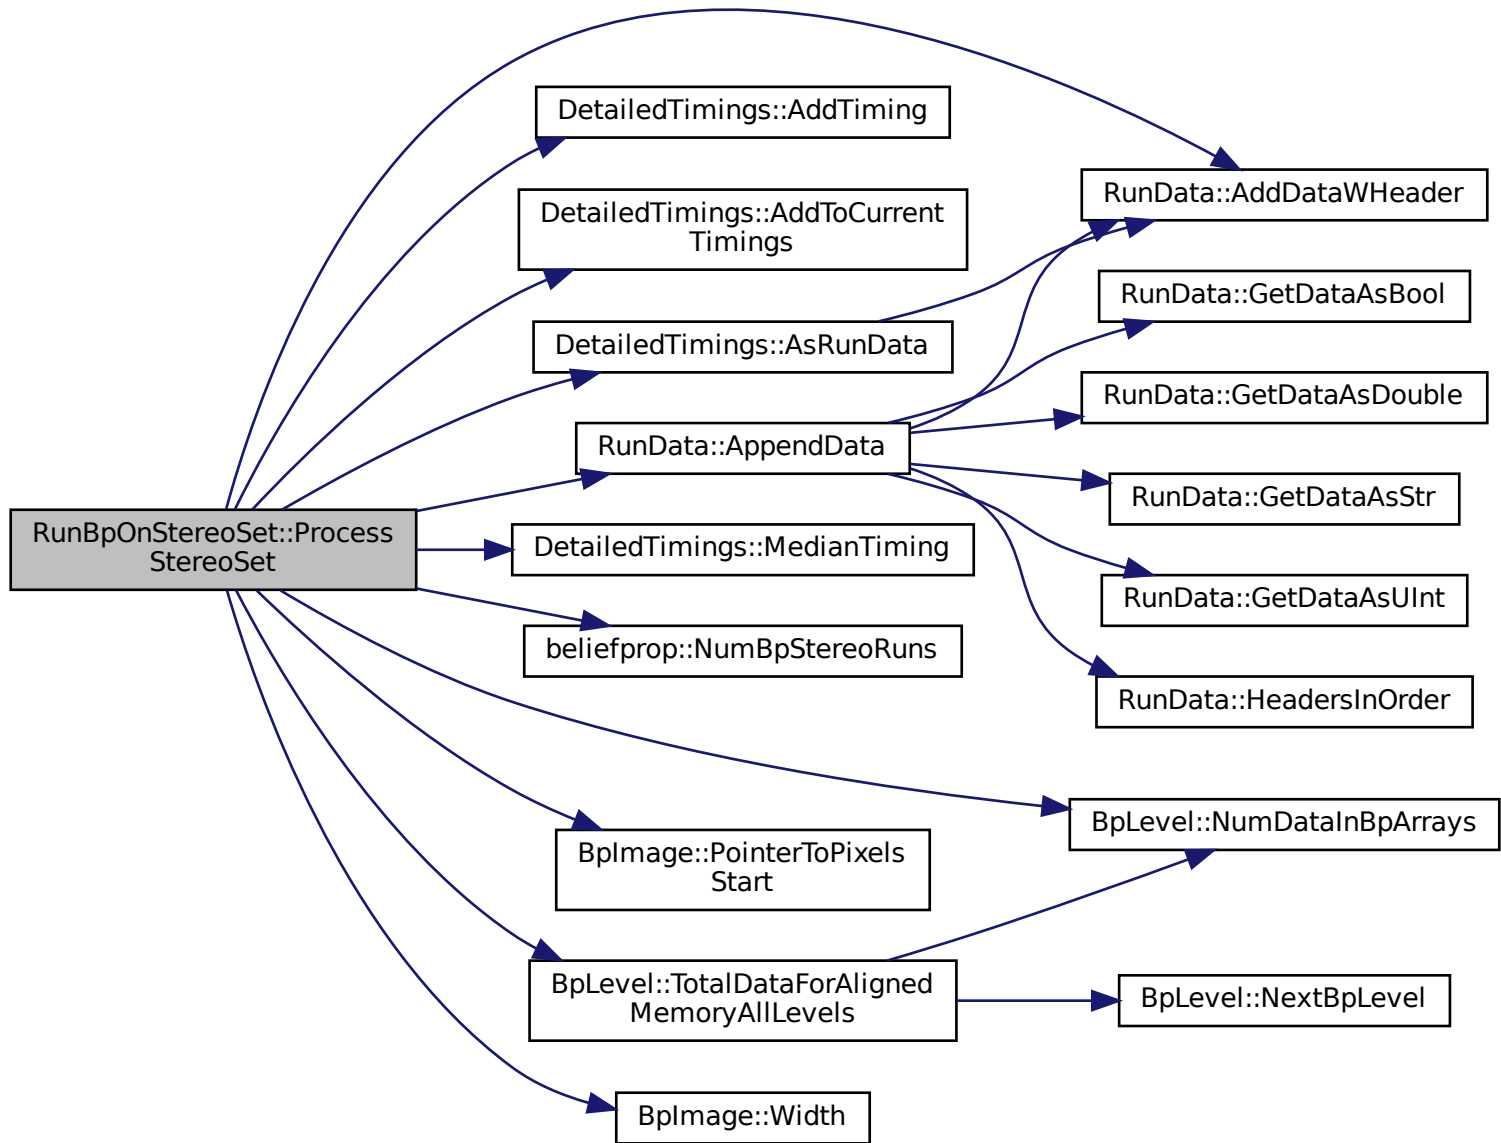 RunBpOnStereoSet::Process
StereoSet
DetailedTimings::AddTiming
DetailedTimings::AddToCurrent
Timings
DetailedTimings::AsRunData
RunData::AppendData
DetailedTimings::MedianTiming
beliefprop::NumBpStereoRuns
BpImage::PointerToPixels
Start
BpLevel::TotalDataForAligned
MemoryAllLevels
BpImage::Width
RunData::AddDataWHeader
RunData::GetDataAsBool
RunData::GetDataAsDouble
RunData::GetDataAsStr
RunData::GetDataAsUInt
RunData::HeadersInOrder
BpLevel::NumDataInBpArrays
BpLevel::NextBpLevel